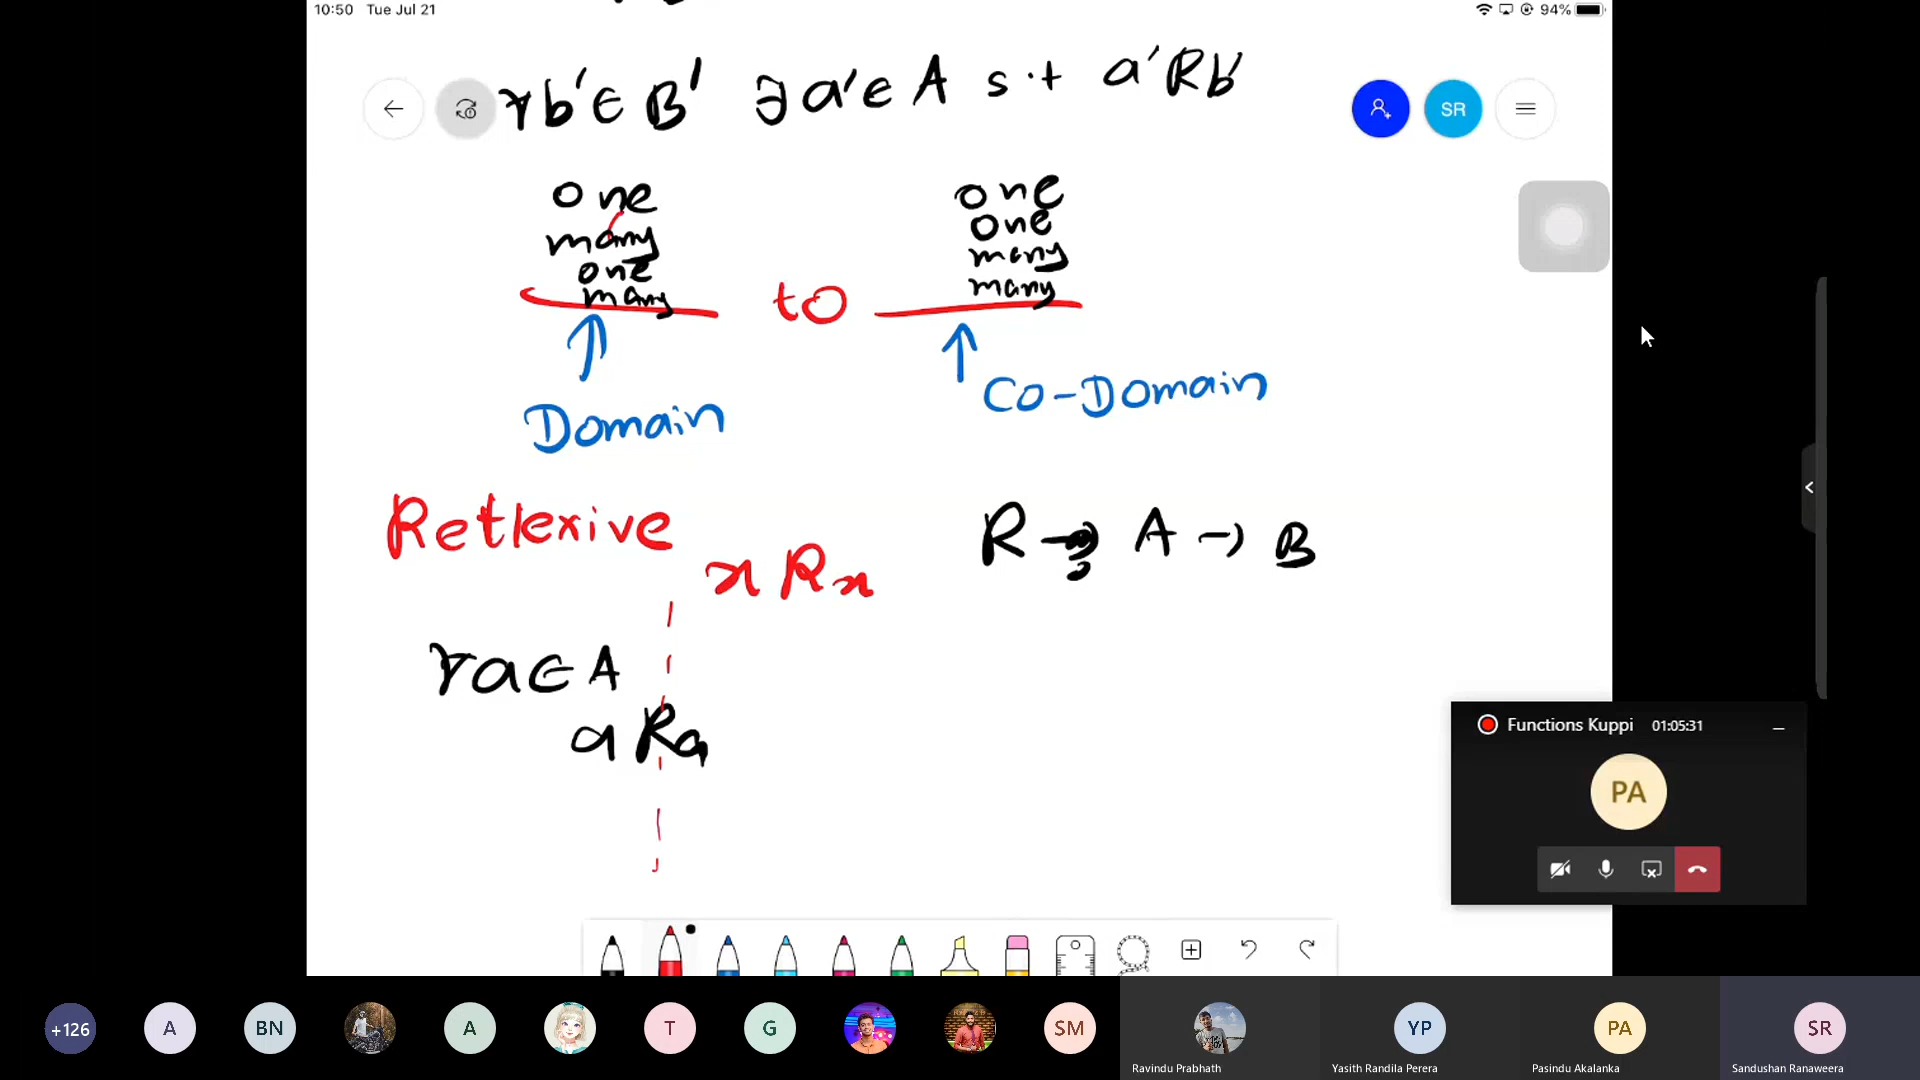 10:50 Tue Jul 21 94%
∀b'∈B' ∃a'∈A s.t a'Rb'
SR
one one
many one
one many
many many
to
Domain Co-Domain
Reflexive
xRx
R → A → B
∀a∈A
aRa
Functions Kuppi 01:05:31
PA
+126 A BN A T G SM YP PA SR
Ravindu Prabhath Yasith Randila Perera Pasindu Akalanka Sandushan Ranaweera